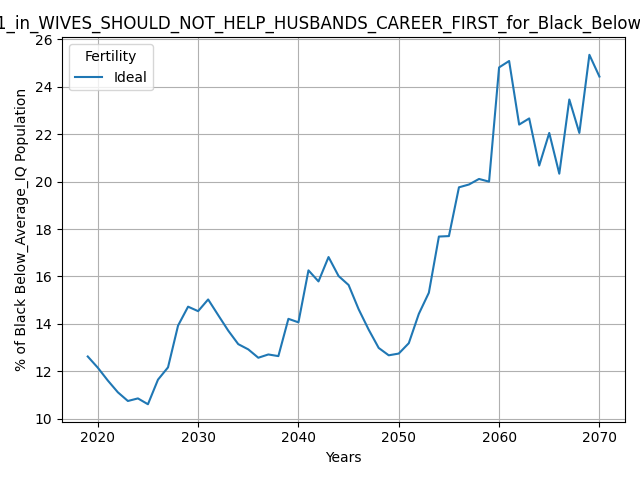 1_in_WIVES_SHOULD_NOT_HELP_HUSBANDS_CAREER_FIRST_for_Black_Below
26
24
22
20
18
16
14
12
10
% of Black Below_Average_IQ Population
Fertility
Ideal
2020 2030 2040 2050 2060 2070
Years